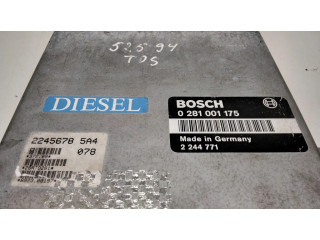 525 94
TDS
DIESEL
BOSCH
0 281 001 175
Made in Germany
2 244 771
2245678 5A4
078